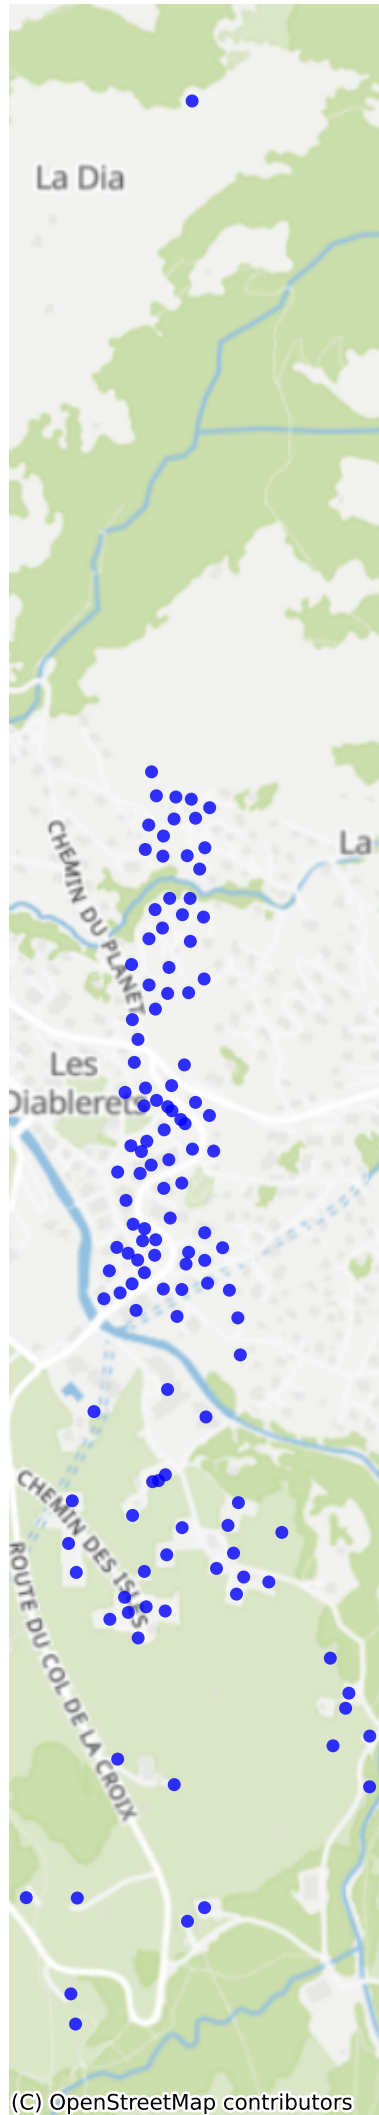 La Dia
CHEMIN DU PLANET
La
Les
Diablerets
CHEMIN DES ISLES
ROUTE DU COL DE LA CROIX
(C) OpenStreetMap contributors